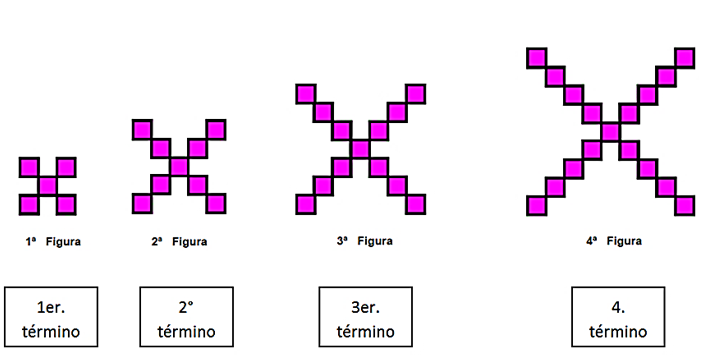 1ª Figura
2ª Figura
3ª Figura
4ª Figura
1er.
término
2°
término
3er.
término
4.
término